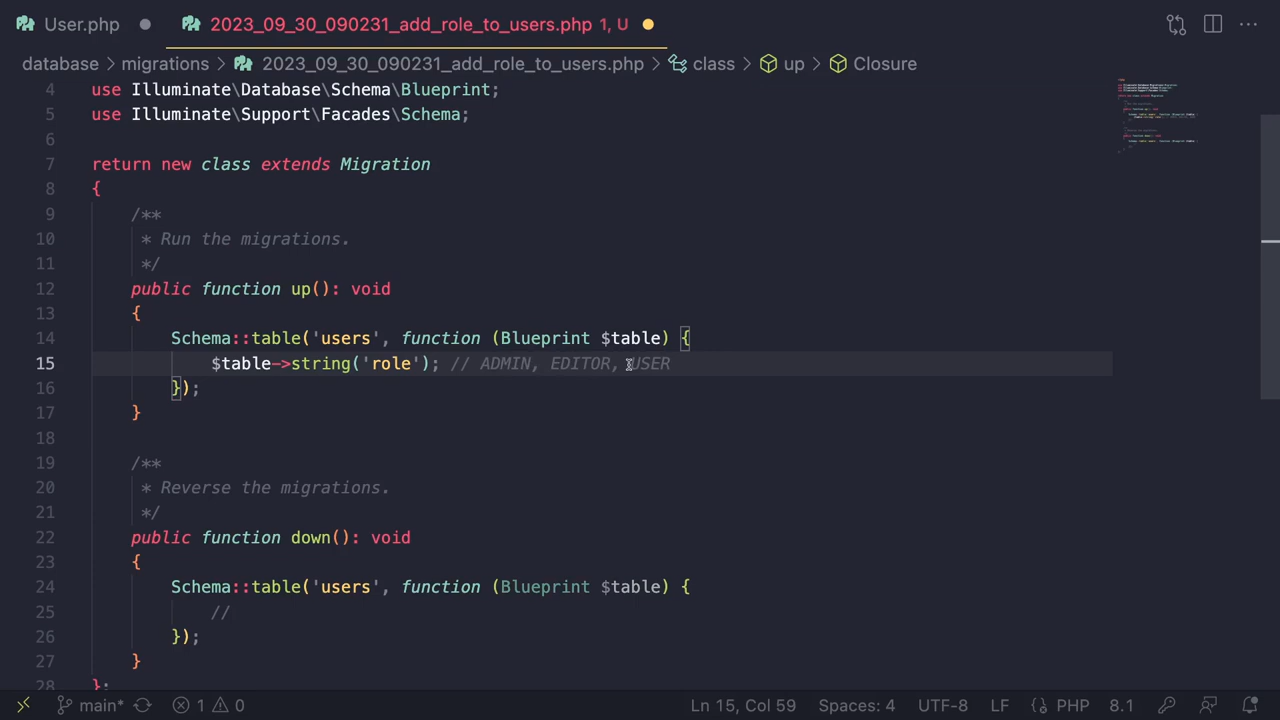 User.php
2023_09_30_090231_add_role_to_users.php 1, U
database > migrations > 2023_09_30_090231_add_role_to_users.php > class > up > Closure
4 use Illuminate\Database\Schema\Blueprint;
5 use Illuminate\Support\Facades\Schema;
6
7 return new class extends Migration
8 {
9 /**
10 * Run the migrations.
11 */
12 public function up(): void
13 {
14 Schema::table('users', function (Blueprint $table) {
15 $table->string('role'); // ADMIN, EDITOR, USER
16 });
17 }
18
19 /**
20 * Reverse the migrations.
21 */
22 public function down(): void
23 {
24 Schema::table('users', function (Blueprint $table) {
25 //
26 });
27 }
28 };
main* 1 0 Ln 15, Col 59 Spaces: 4 UTF-8 LF PHP 8.1